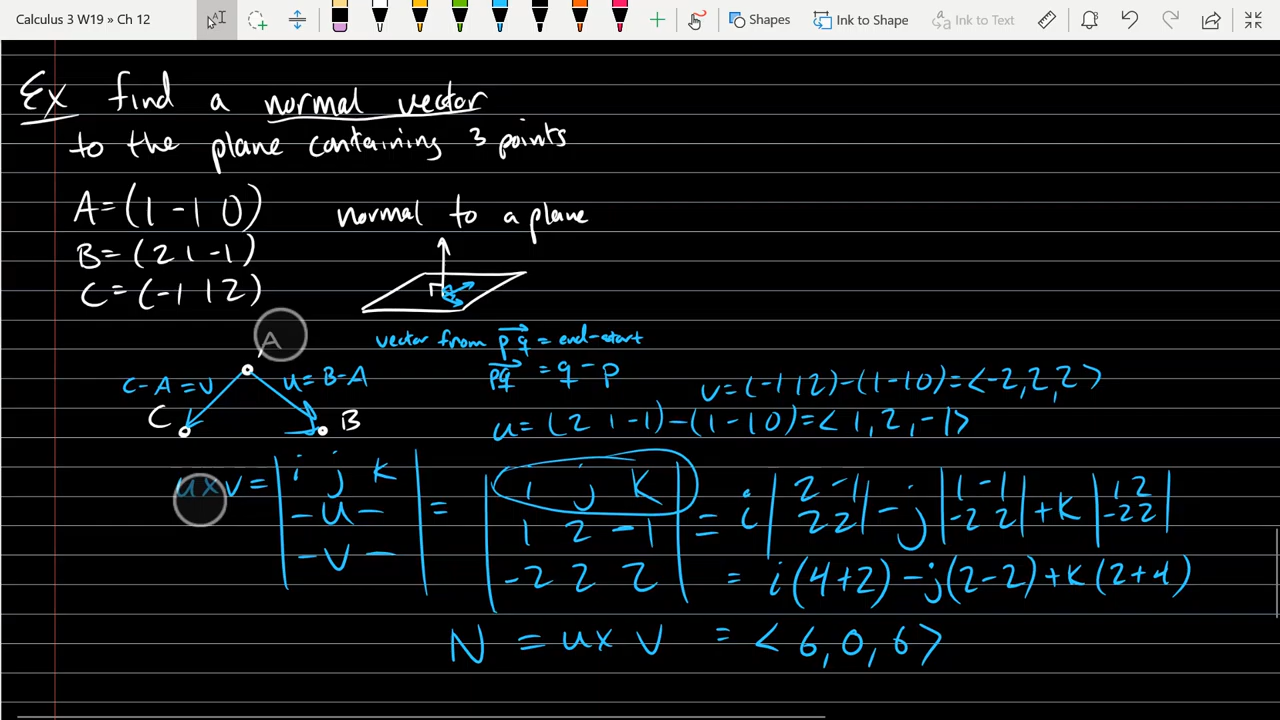 Calculus 3 W19 » Ch 12
Shapes
Ink to Shape
Ink to Text
Ex find a normal vector
to the plane containing 3 points
A=(1 -1 0)
B=(2 1 -1)
C=(-1 1 2)
normal to a plane
A
C-A=v
u=B-A
C
B
vector from pq = end-start
pq = q-p
v=(-1 1 2)-(1 -1 0)=<-2,2,2>
u=(2 1 -1)-(1 -1 0)=<1,2,-1>
u×v = |i j k| = |i j k| = i|2 -1| - j|1 -1| + k|1 2|
|-u-| |1 2 -1| |2 2| |-2 2| |-2 2|
|-v-| |-2 2 2|
= i(4+2) -j(2-2)+k(2+4)
N = u×v = <6,0,6>